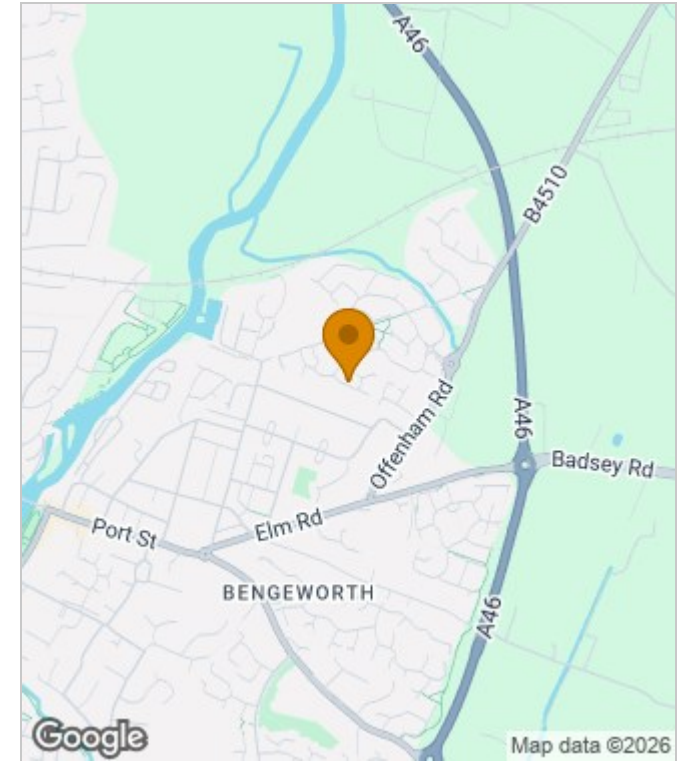 A46
B4510
A46
Offenham Rd
Badsey Rd
Port St
Elm Rd
BENGEWORTH
A46
Google
Map data ©2026